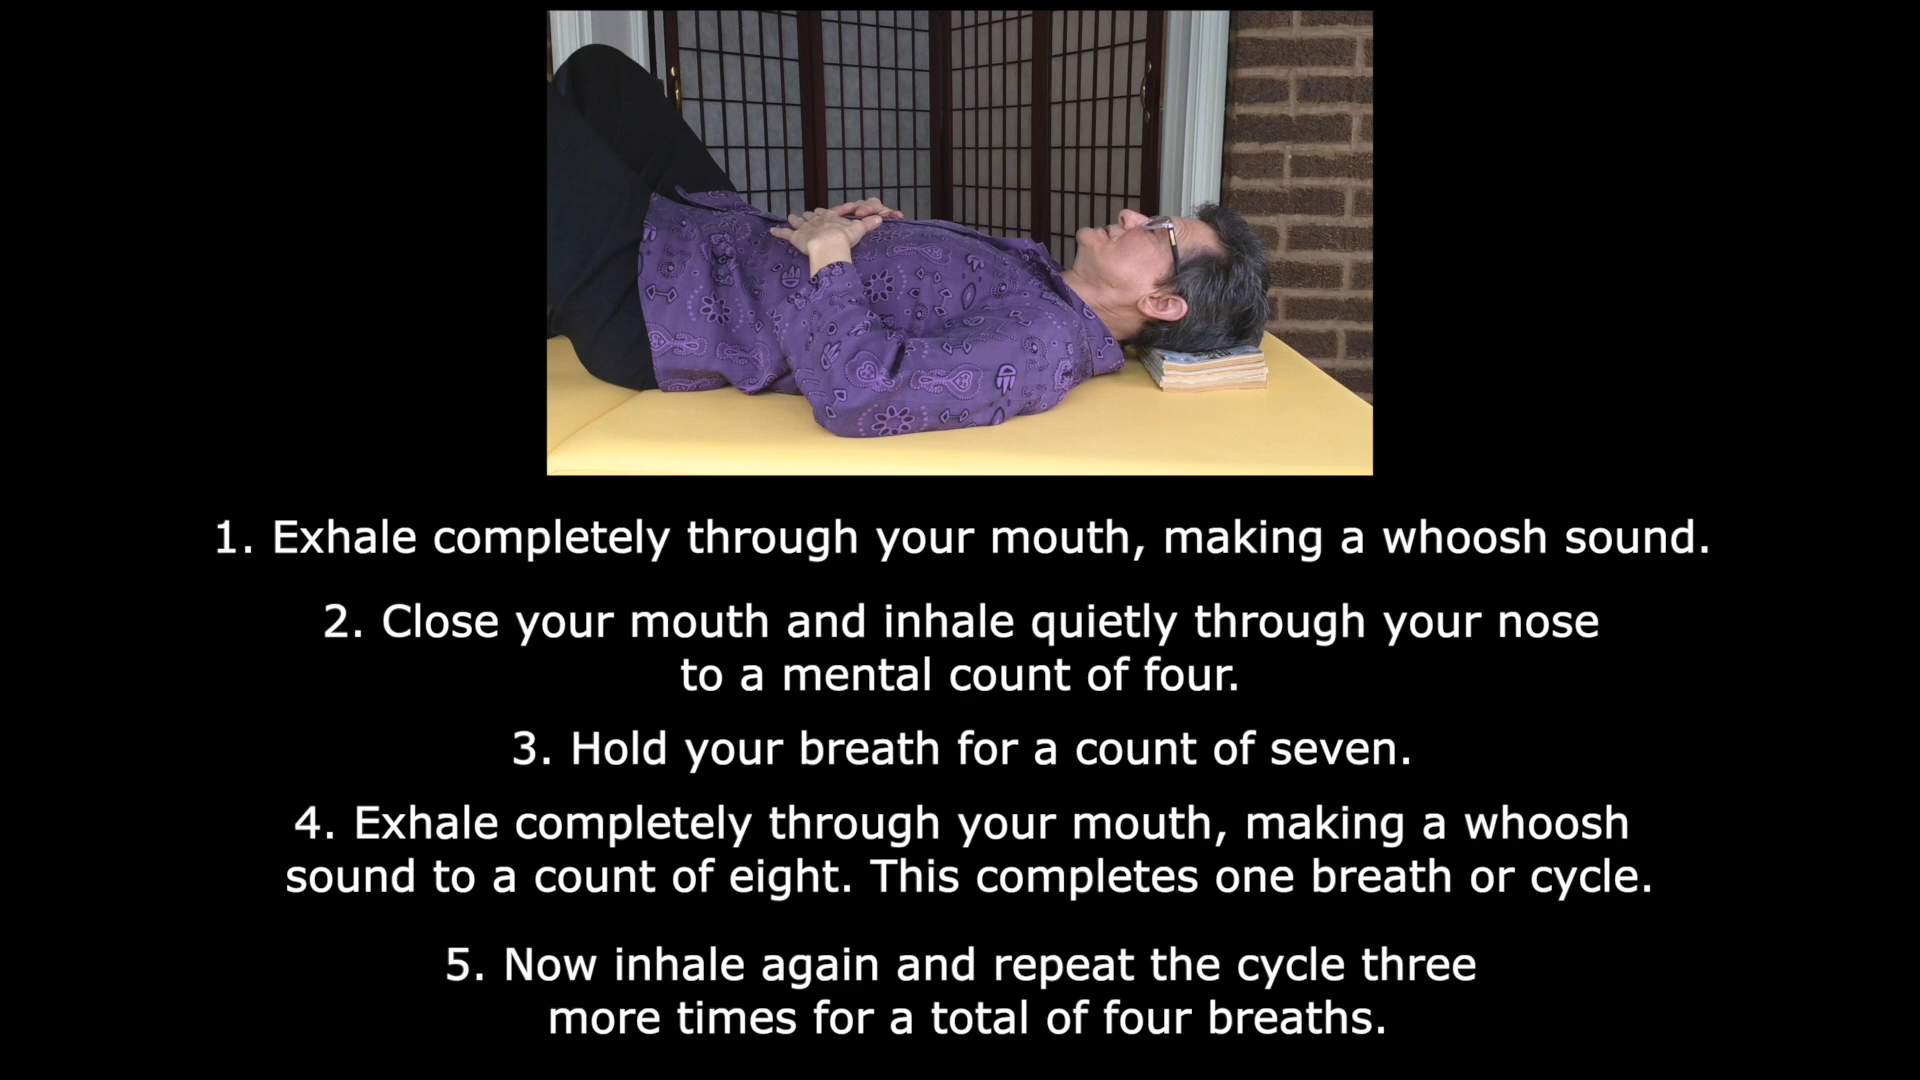 1. Exhale completely through your mouth, making a whoosh sound.
2. Close your mouth and inhale quietly through your nose
to a mental count of four.
3. Hold your breath for a count of seven.
4. Exhale completely through your mouth, making a whoosh
sound to a count of eight. This completes one breath or cycle.
5. Now inhale again and repeat the cycle three
more times for a total of four breaths.